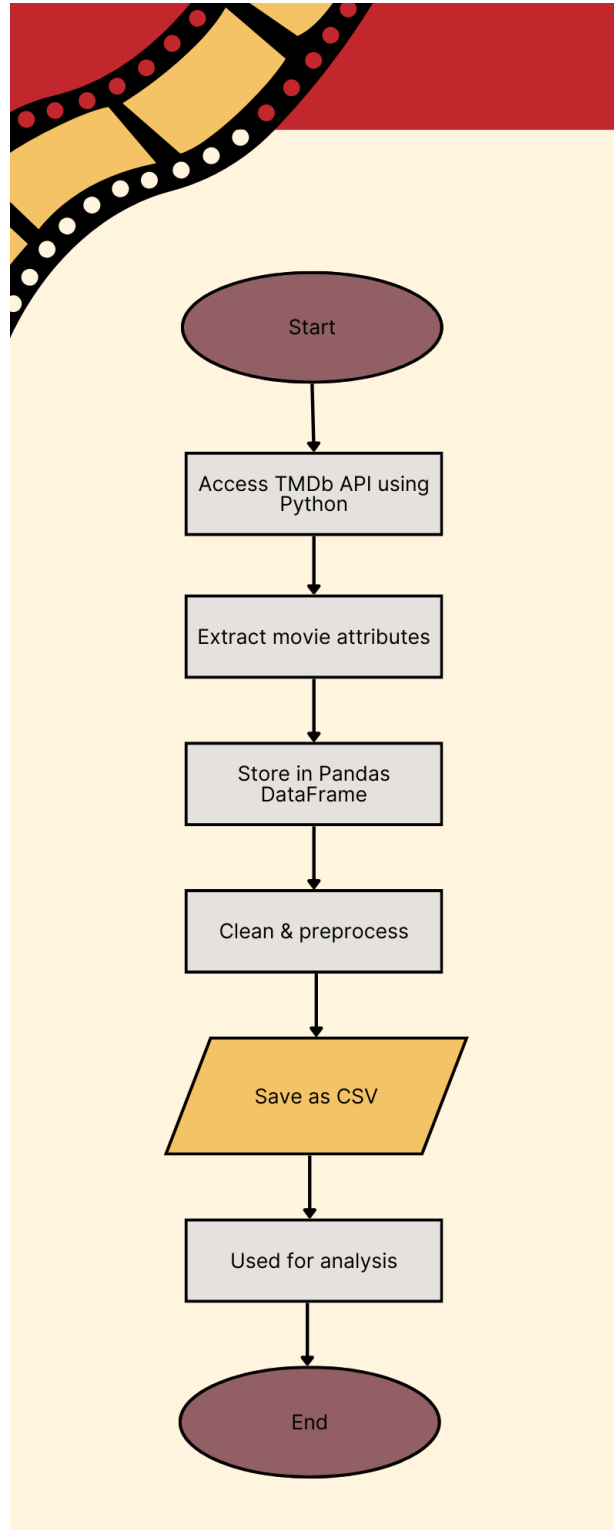 Start
Access TMDb API using
Python
Extract movie attributes
Store in Pandas
DataFrame
Clean & preprocess
Save as CSV
Used for analysis
End